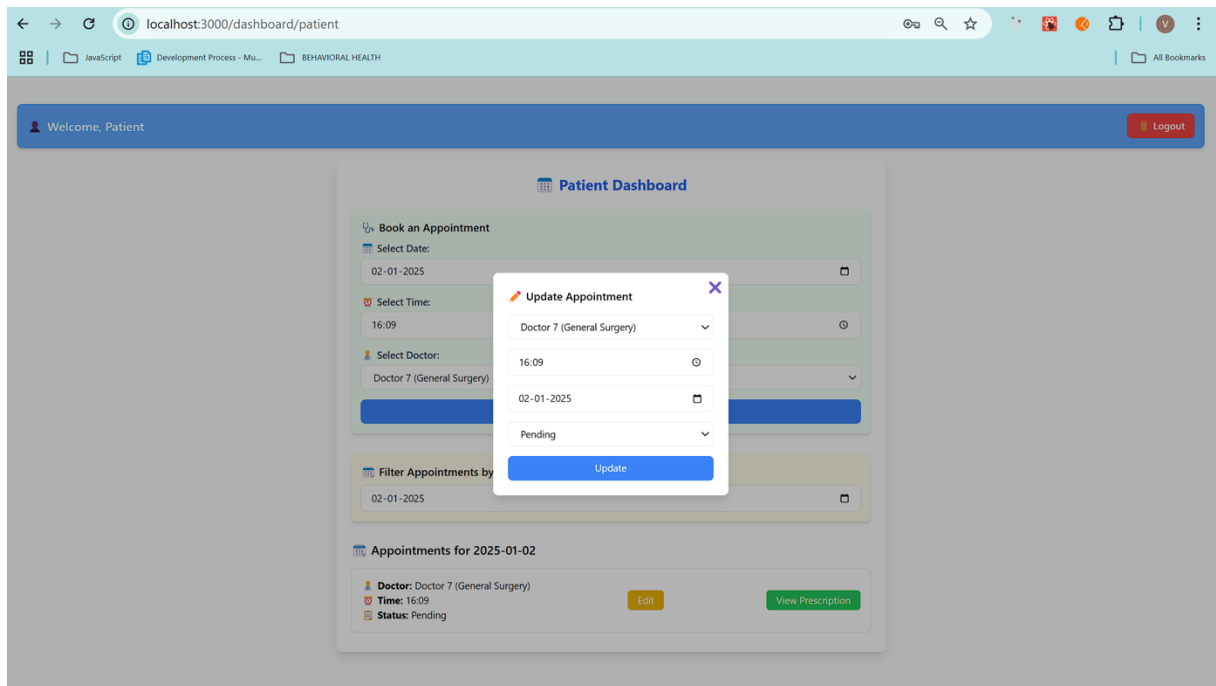 localhost:3000/dashboard/patient
V
JavaScript
Development Process - Mu...
BEHAVIORAL HEALTH
All Bookmarks
Welcome, Patient
Logout
Patient Dashboard
Book an Appointment
Select Date:
02-01-2025
Select Time:
16:09
Select Doctor:
Doctor 7 (General Surgery)
Update Appointment
Doctor 7 (General Surgery)
16:09
02-01-2025
Pending
Update
Filter Appointments by
02-01-2025
Appointments for 2025-01-02
Doctor: Doctor 7 (General Surgery)
Time: 16:09
Status: Pending
Edit
View Prescription